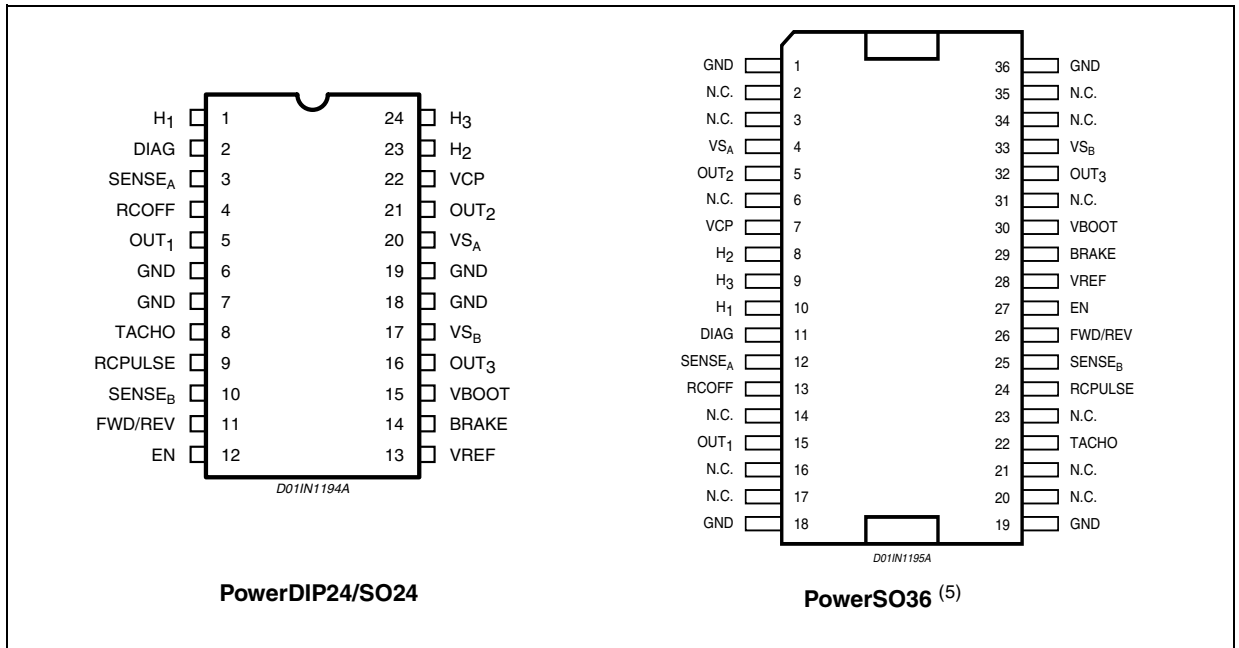 H1 1 24 H3
DIAG 2 23 H2
SENSEA 3 22 VCP
RCOFF 4 21 OUT2
OUT1 5 20 VSA
GND 6 19 GND
GND 7 18 GND
TACHO 8 17 VSB
RCPULSE 9 16 OUT3
SENSEB 10 15 VBOOT
FWD/REV 11 14 BRAKE
EN 12 13 VREF
D01IN1194A
PowerDIP24/SO24
GND 1 36 GND
N.C. 2 35 N.C.
N.C. 3 34 N.C.
VSA 4 33 VSB
OUT2 5 32 OUT3
N.C. 6 31 N.C.
VCP 7 30 VBOOT
H2 8 29 BRAKE
H3 9 28 VREF
H1 10 27 EN
DIAG 11 26 FWD/REV
SENSEA 12 25 SENSEB
RCOFF 13 24 RCPULSE
N.C. 14 23 N.C.
OUT1 15 22 TACHO
N.C. 16 21 N.C.
N.C. 17 20 N.C.
GND 18 19 GND
D01IN1195A
PowerSO36 (5)